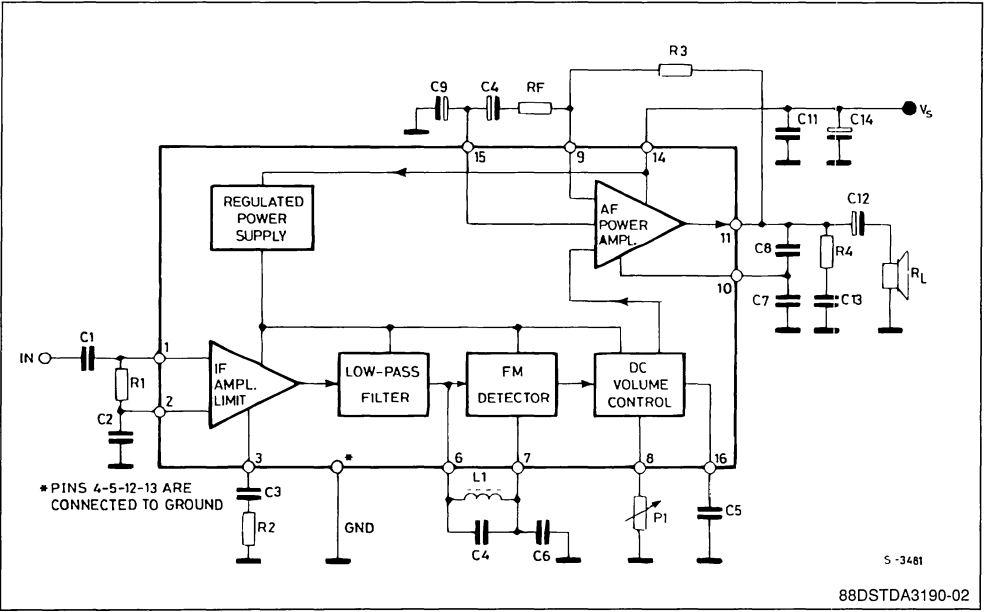 R3
C9
C4
RF
C11
C14
Vs
15
9
14
REGULATED
POWER
SUPPLY
AF
POWER
AMPL.
11
C12
C8
R4
RL
10
C7
C13
IN
C1
1
R1
2
C2
IF
AMPL.
LIMIT
LOW-PASS
FILTER
FM
DETECTOR
DC
VOLUME
CONTROL
3
*
6
7
8
16
* PINS 4-5-12-13 ARE
CONNECTED TO GROUND
C3
R2
GND
L1
C4
C6
P1
C5
S-3481
88DSTDA3190-02